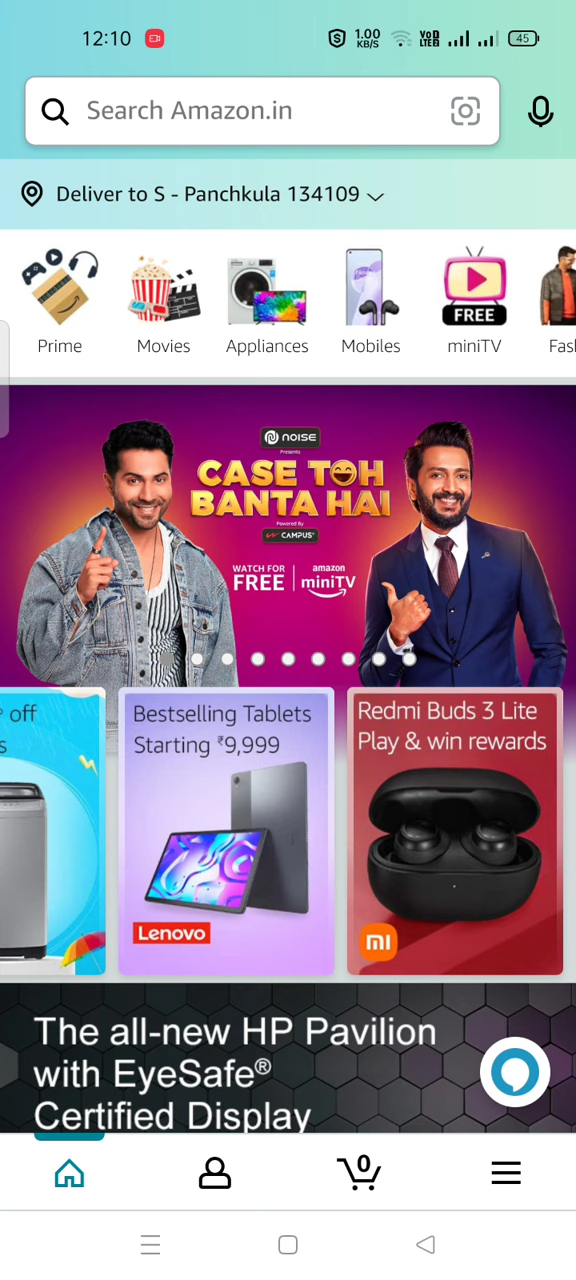 12:10
1.00
KB/S
VoD
LTE2
45
Search Amazon.in
Deliver to S - Panchkula 134109
Prime
Movies
Appliances
Mobiles
FREE
miniTV
Fash
noise
Presents
CASE TOH
BANTA HAI
Powered By
CAMPUS
WATCH FOR
FREE
amazon
miniTV
off
s
Bestselling Tablets
Starting ₹9,999
Lenovo
Redmi Buds 3 Lite
Play & win rewards
mi
The all-new HP Pavilion
with EyeSafe®
Certified Display
0